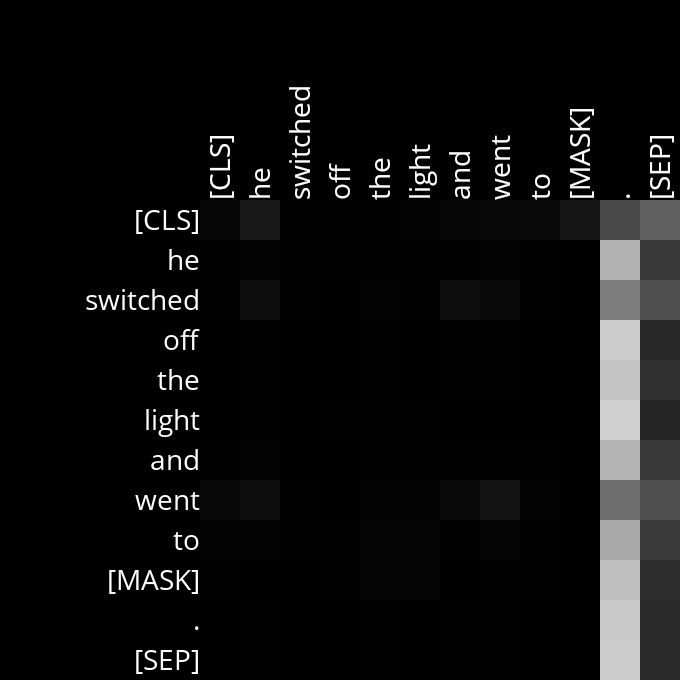 [CLS]
he
switched
off
the
light
and
went
to
[MASK]
.
[SEP]
[CLS]
he
switched
off
the
light
and
went
to
[MASK]
.
[SEP]